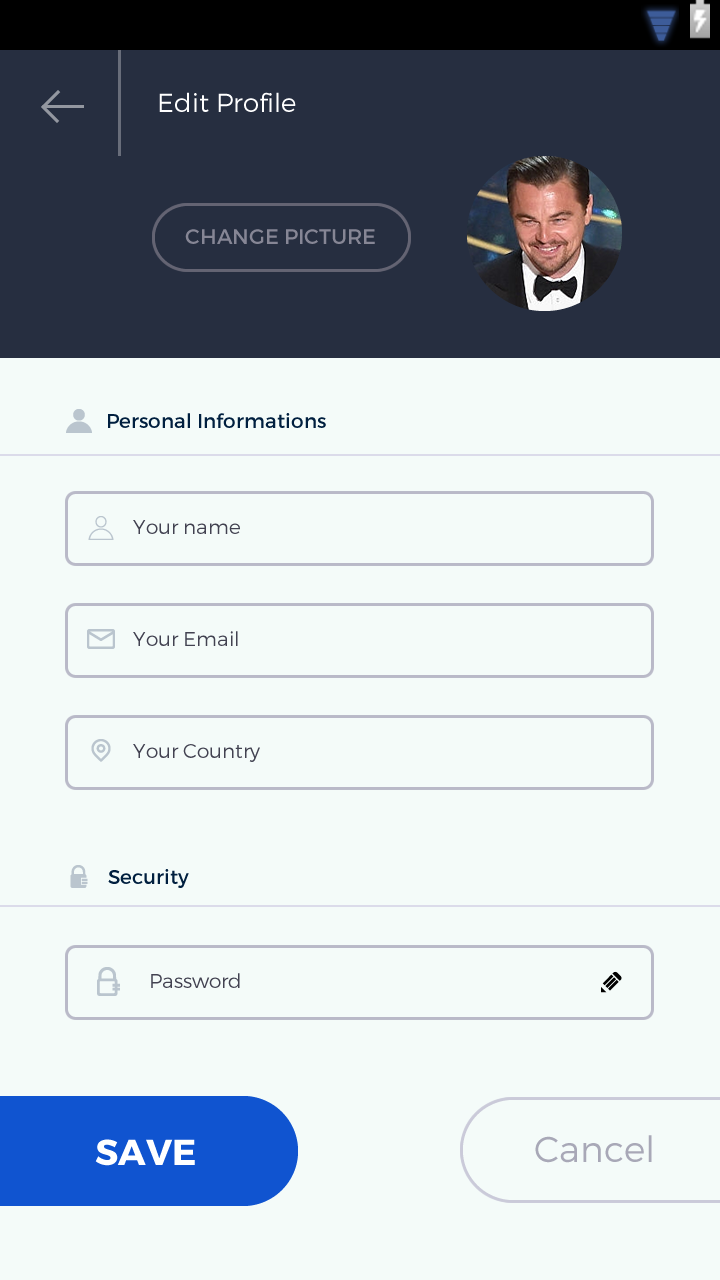 Edit Profile
CHANGE PICTURE
Personal Informations
Your name
Your Email
Your Country
Security
Password
SAVE
Cancel